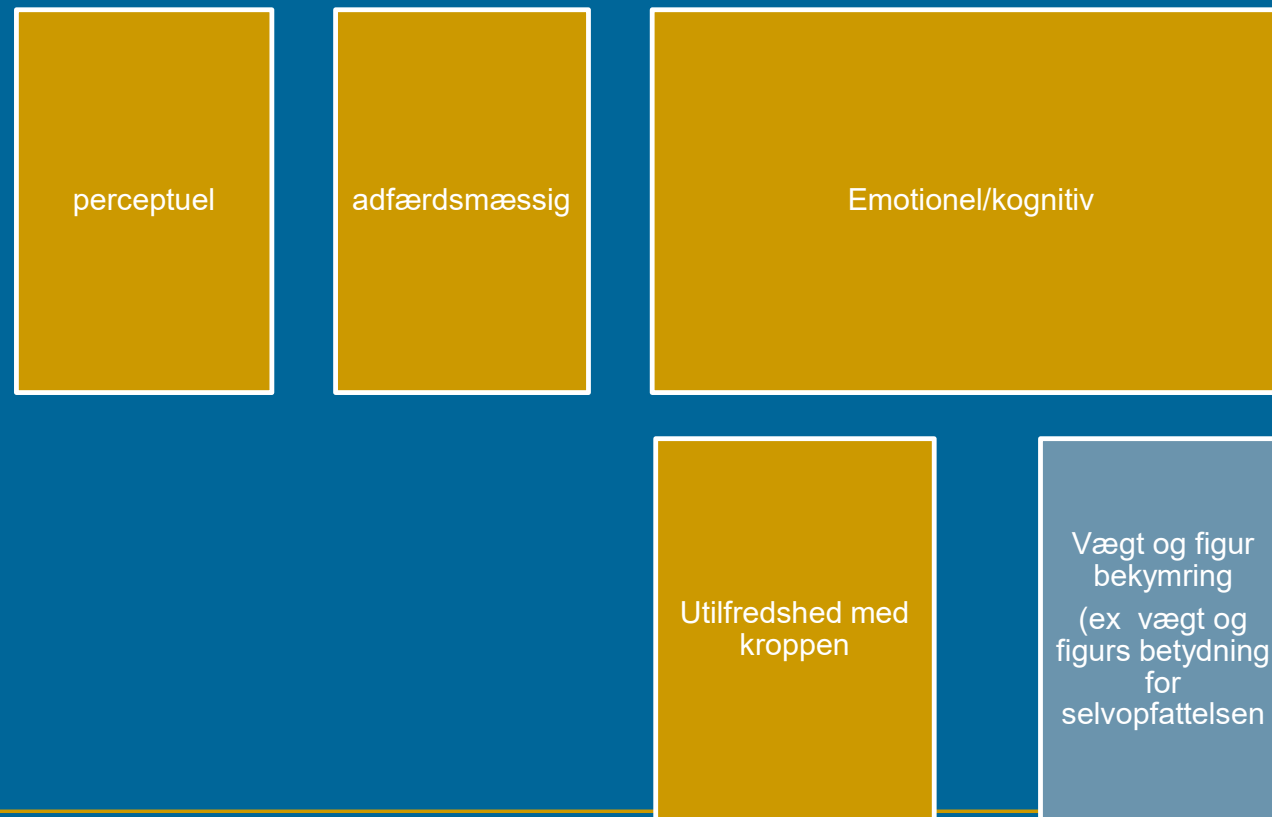 perceptuel
adfærdsmæssig
Emotionel/kognitiv
Utilfredshed med
kroppen
Vægt og figur
bekymring
(ex vægt og
figurs betydning
for
selvopfattelsen